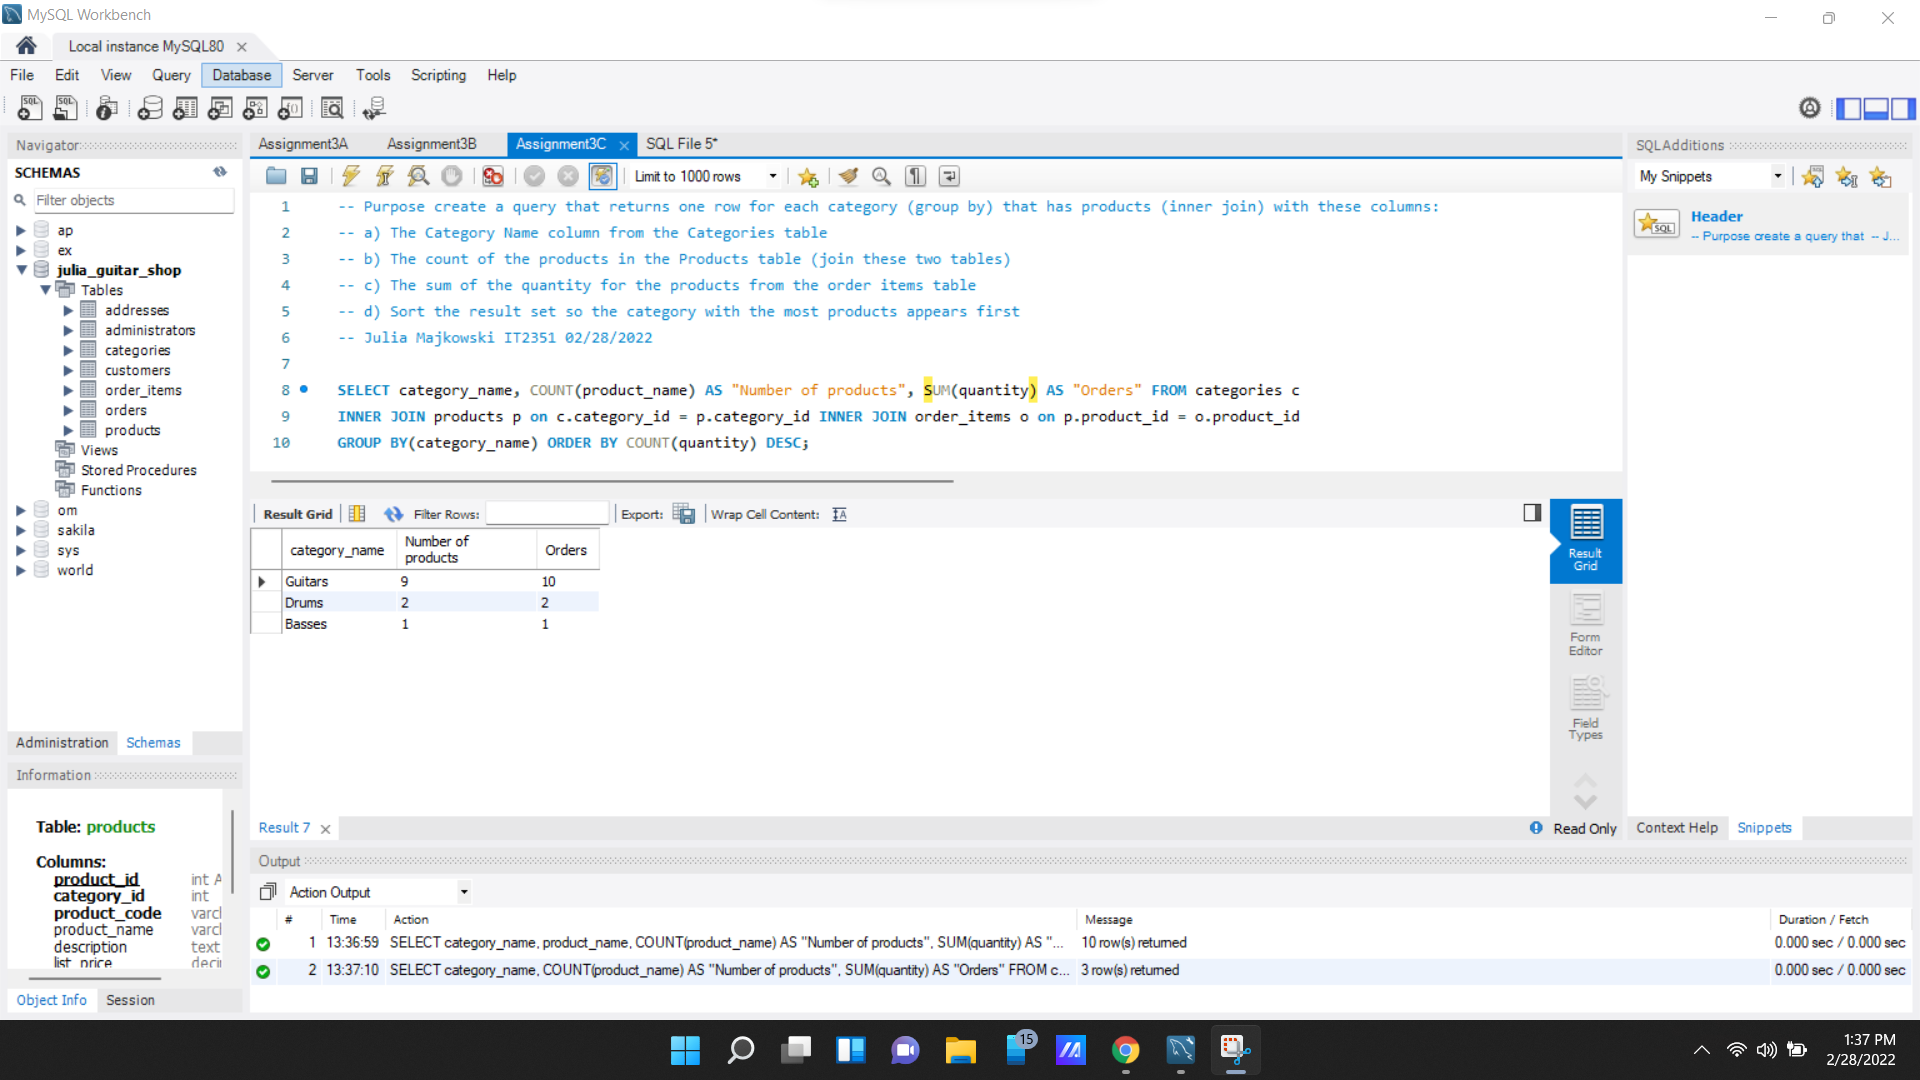 MySQL Workbench
Local instance MySQL80
File Edit View Query Database Server Tools Scripting Help
Navigator
SCHEMAS
Filter objects
ap
ex
julia_guitar_shop
Tables
addresses
administrators
categories
customers
order_items
orders
products
Views
Stored Procedures
Functions
om
sakila
sys
world
Administration Schemas
Information
Table: products
Columns:
product_id int A
category_id int
product_code varcl
product_name varcl
description text
list_price deci
Object Info Session
Assignment3A Assignment3B Assignment3C SQL File 5*
Limit to 1000 rows
1 -- Purpose create a query that returns one row for each category (group by) that has products (inner join) with these columns:
2 -- a) The Category Name column from the Categories table
3 -- b) The count of the products in the Products table (join these two tables)
4 -- c) The sum of the quantity for the products from the order items table
5 -- d) Sort the result set so the category with the most products appears first
6 -- Julia Majkowski IT2351 02/28/2022
7
8 SELECT category_name, COUNT(product_name) AS "Number of products", SUM(quantity) AS "Orders" FROM categories c
9 INNER JOIN products p on c.category_id = p.category_id INNER JOIN order_items o on p.product_id = o.product_id
10 GROUP BY(category_name) ORDER BY COUNT(quantity) DESC;
Result Grid Filter Rows: Export: Wrap Cell Content:
category_name Number of products Orders
Guitars 9 10
Drums 2 2
Basses 1 1
Result Grid
Form Editor
Field Types
Result 7
Read Only
Output
Action Output
# Time Action Message Duration / Fetch
1 13:36:59 SELECT category_name, product_name, COUNT(product_name) AS "Number of products", SUM(quantity) AS "... 10 row(s) returned 0.000 sec / 0.000 sec
2 13:37:10 SELECT category_name, COUNT(product_name) AS "Number of products", SUM(quantity) AS "Orders" FROM c... 3 row(s) returned 0.000 sec / 0.000 sec
SQLAdditions
My Snippets
SQL
Header
-- Purpose create a query that -- J...
Context Help Snippets
15
1:37 PM
2/28/2022